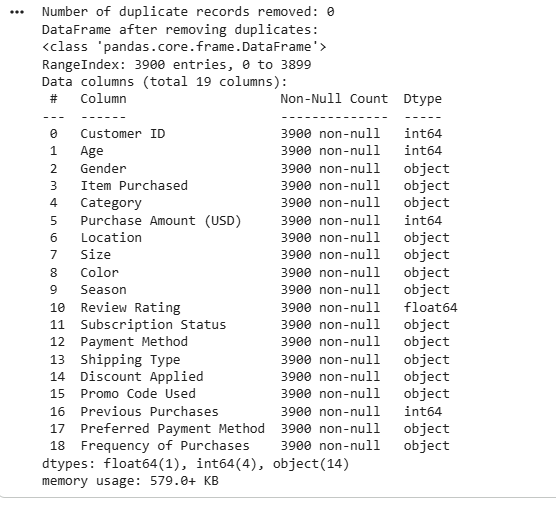 Number of duplicate records removed: 0
DataFrame after removing duplicates:
<class 'pandas.core.frame.DataFrame'>
RangeIndex: 3900 entries, 0 to 3899
Data columns (total 19 columns):
 #   Column                    Non-Null Count  Dtype
---  ------                    --------------  -----
 0   Customer ID               3900 non-null   int64
 1   Age                       3900 non-null   int64
 2   Gender                    3900 non-null   object
 3   Item Purchased            3900 non-null   object
 4   Category                  3900 non-null   object
 5   Purchase Amount (USD)     3900 non-null   int64
 6   Location                  3900 non-null   object
 7   Size                      3900 non-null   object
 8   Color                     3900 non-null   object
 9   Season                    3900 non-null   object
 10  Review Rating             3900 non-null   float64
 11  Subscription Status       3900 non-null   object
 12  Payment Method            3900 non-null   object
 13  Shipping Type             3900 non-null   object
 14  Discount Applied          3900 non-null   object
 15  Promo Code Used           3900 non-null   object
 16  Previous Purchases        3900 non-null   int64
 17  Preferred Payment Method  3900 non-null   object
 18  Frequency of Purchases    3900 non-null   object
dtypes: float64(1), int64(4), object(14)
memory usage: 579.0+ KB